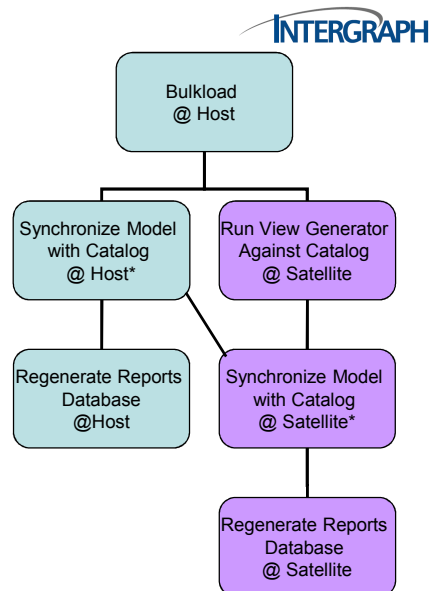 INTERGRAPH
Bulkload
@ Host
Synchronize Model
with Catalog
@ Host*
Run View Generator
Against Catalog
@ Satellite
Regenerate Reports
Database
@Host
Synchronize Model
with Catalog
@ Satellite*
Regenerate Reports
Database
@ Satellite